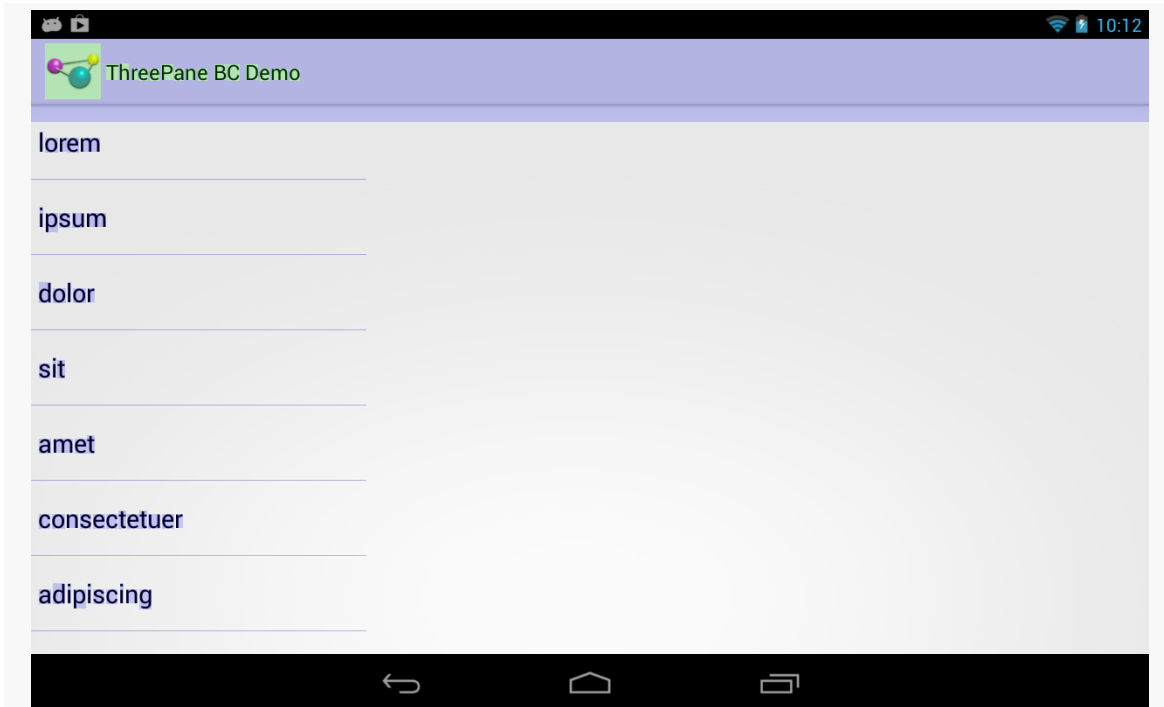 10:12
ThreePane BC Demo
lorem
ipsum
dolor
sit
amet
consectetuer
adipiscing